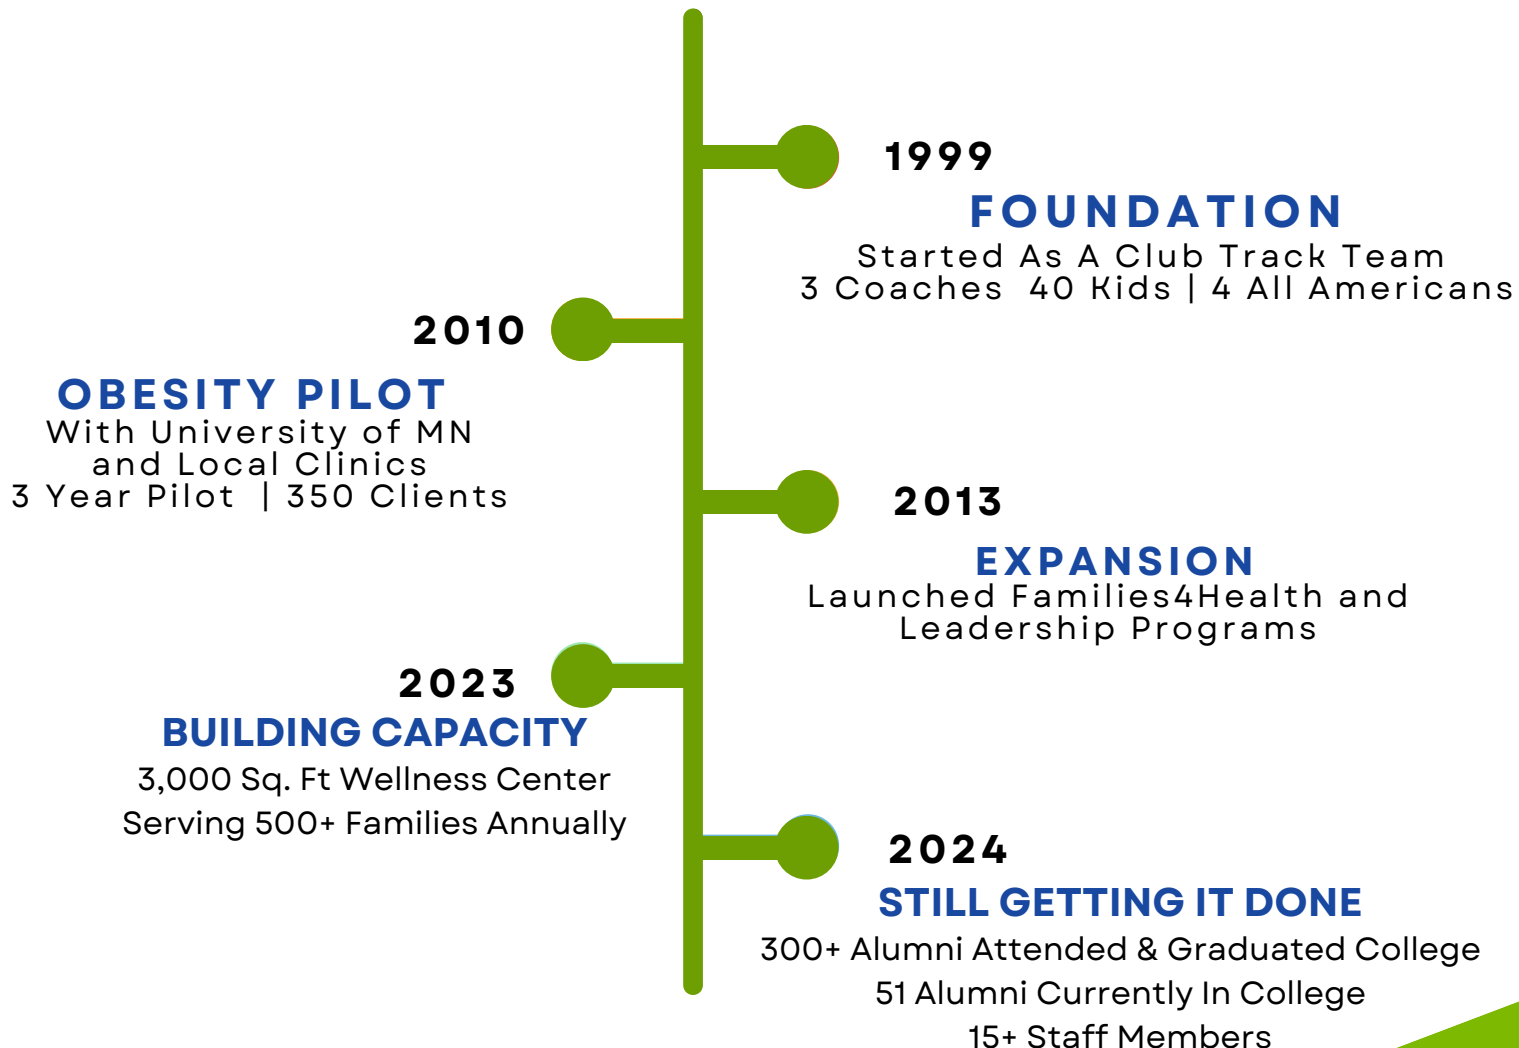 1999
FOUNDATION
Started As A Club Track Team
3 Coaches  40 Kids | 4 All Americans
2010
OBESITY PILOT
With University of MN
and Local Clinics
3 Year Pilot  | 350 Clients
2013
EXPANSION
Launched Families4Health and
Leadership Programs
2023
BUILDING CAPACITY
3,000 Sq. Ft Wellness Center
Serving 500+ Families Annually
2024
STILL GETTING IT DONE
300+ Alumni Attended & Graduated College
51 Alumni Currently In College
15+ Staff Members